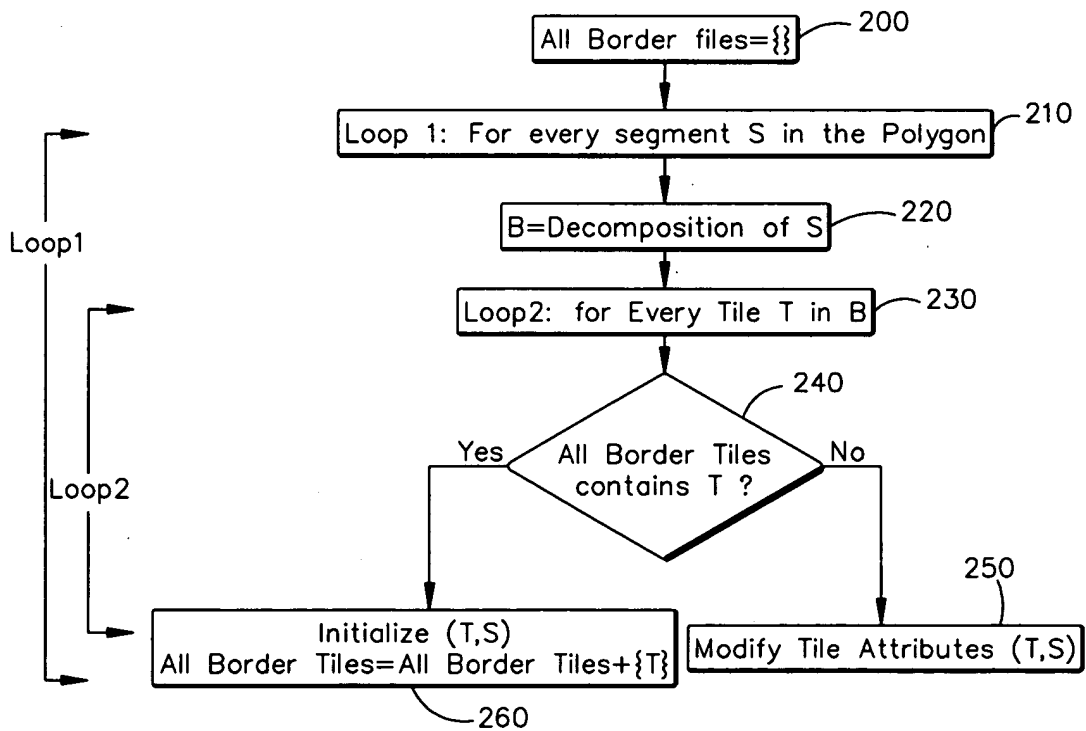 All Border files={}
200
Loop 1: For every segment S in the Polygon
210
B=Decomposition of S
220
Loop1
Loop2: for Every Tile T in B
230
240
Yes
All Border Tiles
contains T ?
No
Loop2
250
Initialize (T,S)
All Border Tiles=All Border Tiles+{T}
Modify Tile Attributes (T,S)
260